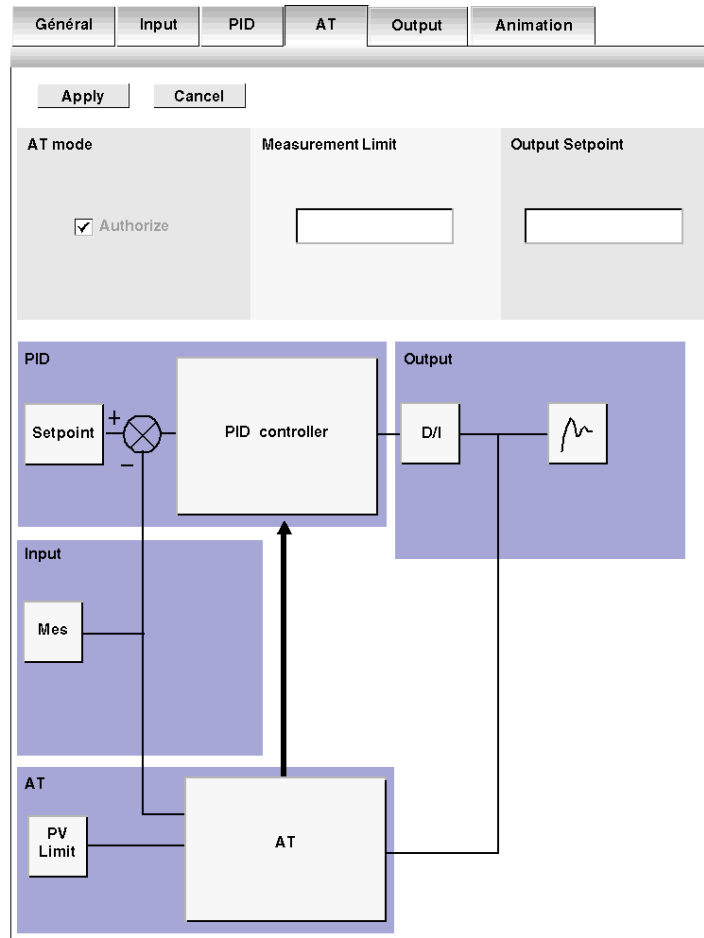 Général Input PID AT Output Animation
Apply Cancel
AT mode Measurement Limit Output Setpoint
Authorize
PID Output
Setpoint + − PID controller D/I
Input
Mes
AT
PV
Limit
AT